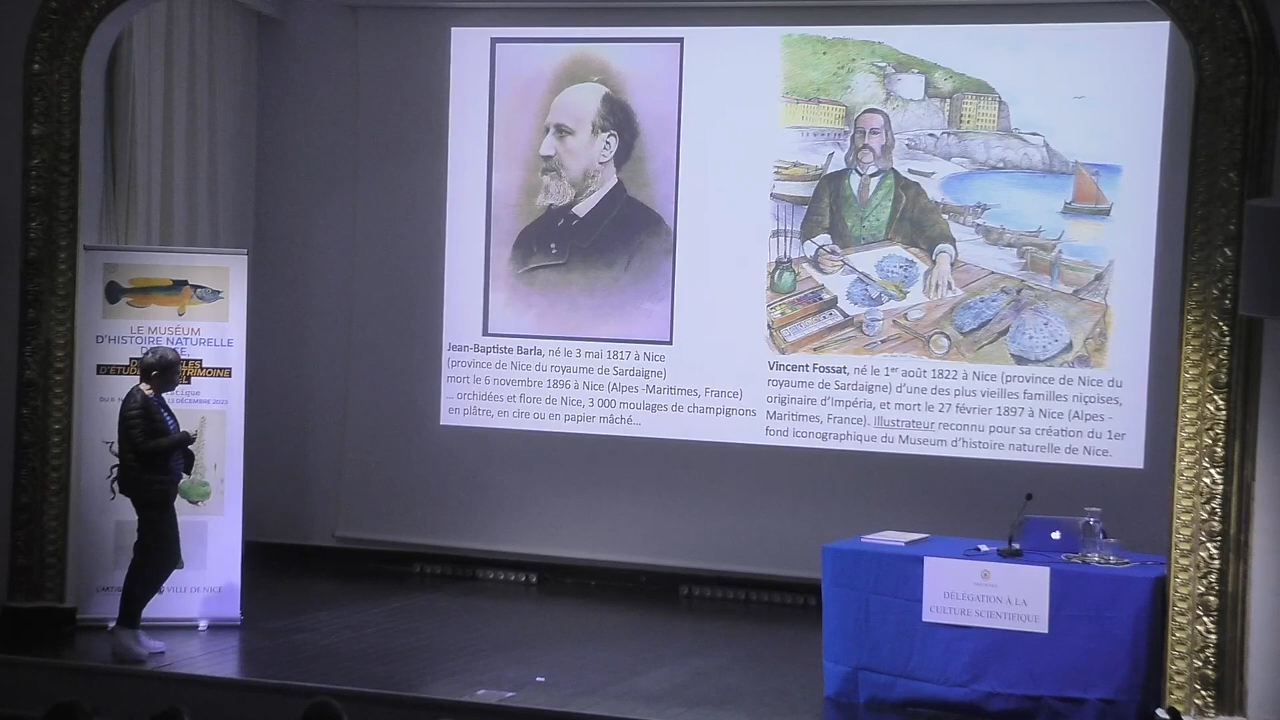 LE MUSÉUM
D'HISTOIRE NATURELLE
DÉCEMBRE 2023
VILLE DE NICE
Jean-Baptiste Barla, né le 3 mai 1817 à Nice
(province de Nice du royaume de Sardaigne)
mort le 6 novembre 1896 à Nice (Alpes -Maritimes, France)
... orchidées et flore de Nice, 3 000 moulages de champignons
en plâtre, en cire ou en papier mâché...
Vincent Fossat, né le 1er août 1822 à Nice (province de Nice du
royaume de Sardaigne) d'une des plus vieilles familles niçoises,
originaire d'Impéria, et mort le 27 février 1897 à Nice (Alpes -
Maritimes, France). Illustrateur reconnu pour sa création du 1er
fond iconographique du Museum d'histoire naturelle de Nice.
DÉLÉGATION À LA
CULTURE SCIENTIFIQUE